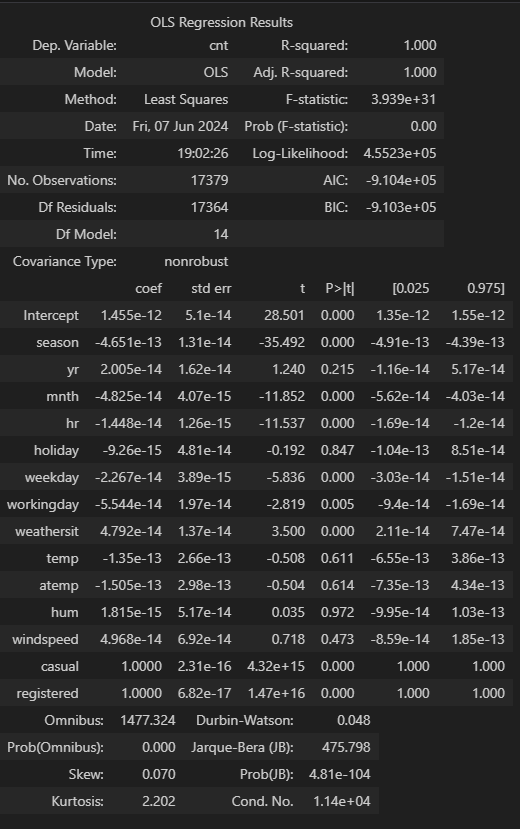 OLS Regression Results
Dep. Variable: cnt R-squared: 1.000
Model: OLS Adj. R-squared: 1.000
Method: Least Squares F-statistic: 3.939e+31
Date: Fri, 07 Jun 2024 Prob (F-statistic): 0.00
Time: 19:02:26 Log-Likelihood: 4.5523e+05
No. Observations: 17379 AIC: -9.104e+05
Df Residuals: 17364 BIC: -9.103e+05
Df Model: 14
Covariance Type: nonrobust
coef std err t P>|t| [0.025 0.975]
Intercept 1.455e-12 5.1e-14 28.501 0.000 1.35e-12 1.55e-12
season -4.651e-13 1.31e-14 -35.492 0.000 -4.91e-13 -4.39e-13
yr 2.005e-14 1.62e-14 1.240 0.215 -1.16e-14 5.17e-14
mnth -4.825e-14 4.07e-15 -11.852 0.000 -5.62e-14 -4.03e-14
hr -1.448e-14 1.26e-15 -11.537 0.000 -1.69e-14 -1.2e-14
holiday -9.26e-15 4.81e-14 -0.192 0.847 -1.04e-13 8.51e-14
weekday -2.267e-14 3.89e-15 -5.836 0.000 -3.03e-14 -1.51e-14
workingday -5.544e-14 1.97e-14 -2.819 0.005 -9.4e-14 -1.69e-14
weathersit 4.792e-14 1.37e-14 3.500 0.000 2.11e-14 7.47e-14
temp -1.35e-13 2.66e-13 -0.508 0.611 -6.55e-13 3.86e-13
atemp -1.505e-13 2.98e-13 -0.504 0.614 -7.35e-13 4.34e-13
hum 1.815e-15 5.17e-14 0.035 0.972 -9.95e-14 1.03e-13
windspeed 4.968e-14 6.92e-14 0.718 0.473 -8.59e-14 1.85e-13
casual 1.0000 2.31e-16 4.32e+15 0.000 1.000 1.000
registered 1.0000 6.82e-17 1.47e+16 0.000 1.000 1.000
Omnibus: 1477.324 Durbin-Watson: 0.048
Prob(Omnibus): 0.000 Jarque-Bera (JB): 475.798
Skew: 0.070 Prob(JB): 4.81e-104
Kurtosis: 2.202 Cond. No. 1.14e+04